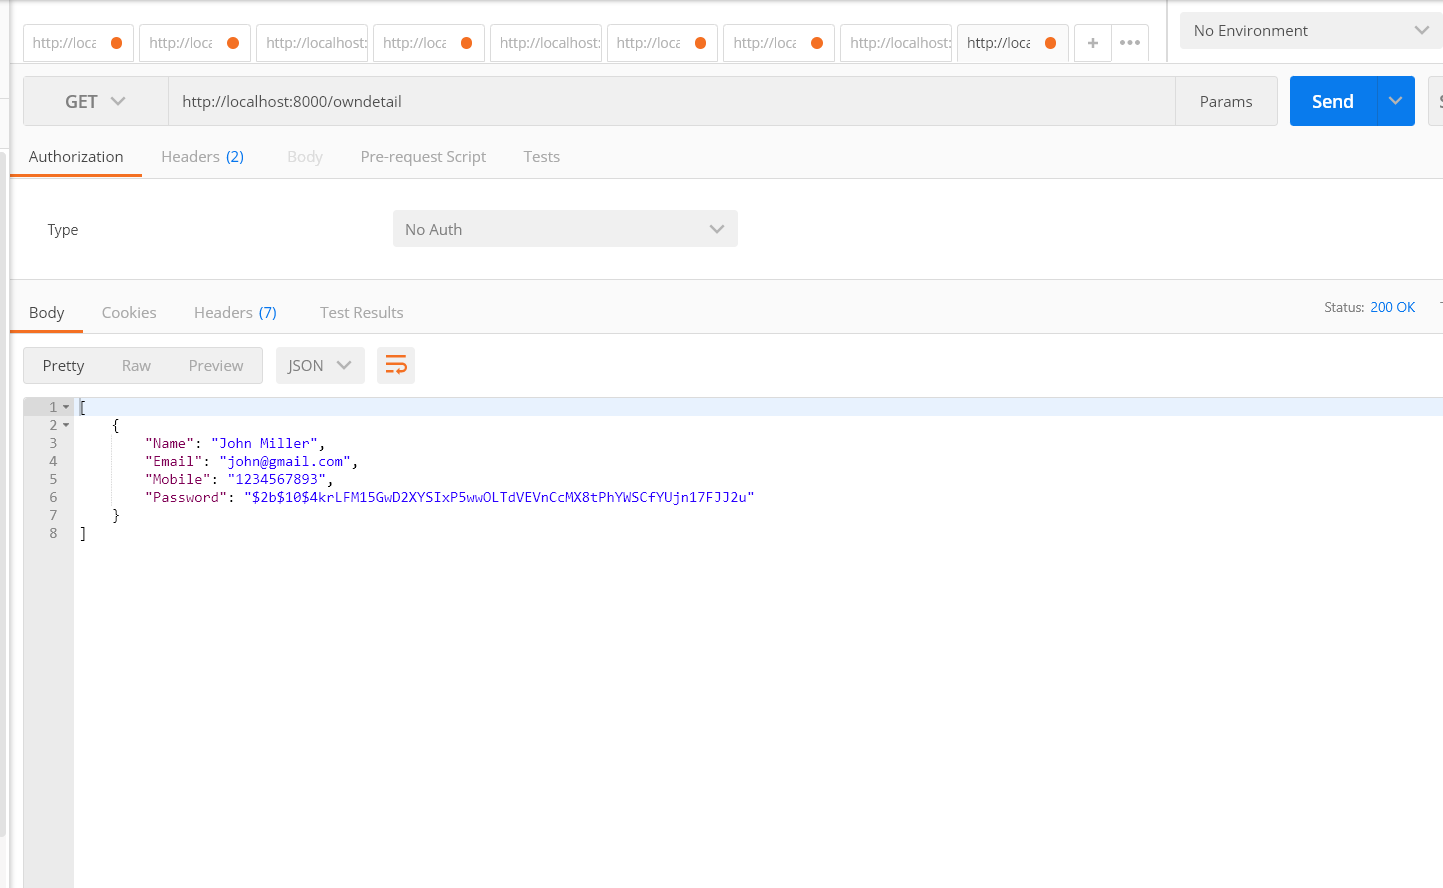 http://loca http://loca http://localhost: http://loca http://localhost: http://loca http://loca http://localhost: http://loca + ••• No Environment
GET http://localhost:8000/owndetail Params Send
Authorization Headers (2) Body Pre-request Script Tests
Type No Auth
Body Cookies Headers (7) Test Results Status: 200 OK
Pretty Raw Preview JSON
1 [
2 {
3 "Name": "John Miller",
4 "Email": "john@gmail.com",
5 "Mobile": "1234567893",
6 "Password": "$2b$10$4krLFM15GwD2XYSIxP5wwOLTdVEVnCcMX8tPhYWSCfYUjn17FJJ2u"
7 }
8 ]